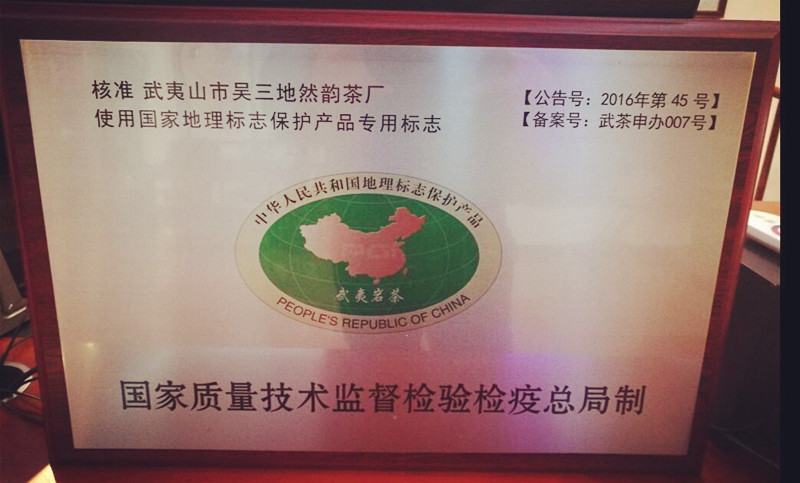 核准 武夷山市吴三地然韵茶厂
使用国家地理标志保护产品专用标志
【公告号：2016年第 45 号】
【备案号：武茶申办007号】
中华人民共和国地理标志保护产品
武夷岩茶
PEOPLE'S REPUBLIC OF CHINA
国家质量技术监督检验检疫总局制